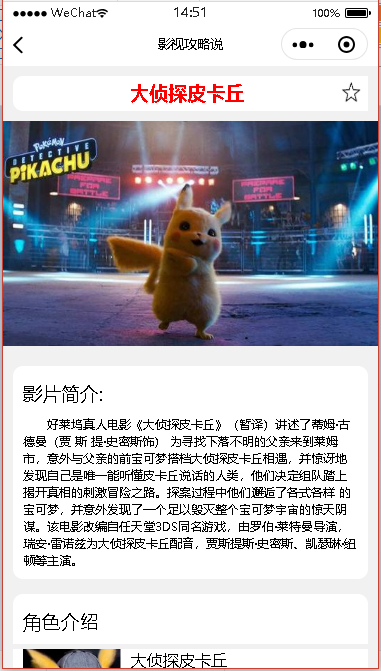 WeChat 14:51 100%
影视攻略说
大侦探皮卡丘
POKÉMON
DETECTIVE
PIKACHU
PREPARE FOR BATTLE PREPARE FOR BATTLE
影片简介:
好莱坞真人电影《大侦探皮卡丘》（暂译）讲述了蒂姆·古
德曼（贾 斯 提·史密斯饰） 为寻找下落不明的父亲来到莱姆
市，意外与父亲的前宝可梦搭档大侦探皮卡丘相遇，并惊讶地
发现自己是唯一能听懂皮卡丘说话的人类，他们决定组队踏上
揭开真相的刺激冒险之路。探案过程中他们邂逅了各式各样 的
宝可梦，并意外发现了一个足以毁灭整个宝可梦宇宙的惊天阴
谋。该电影改编自任天堂3DS同名游戏，由罗伯·莱特曼导演，
瑞安·雷诺兹为大侦探皮卡丘配音，贾斯提斯·史密斯、凯瑟琳·纽
顿等主演。
角色介绍
大侦探皮卡丘